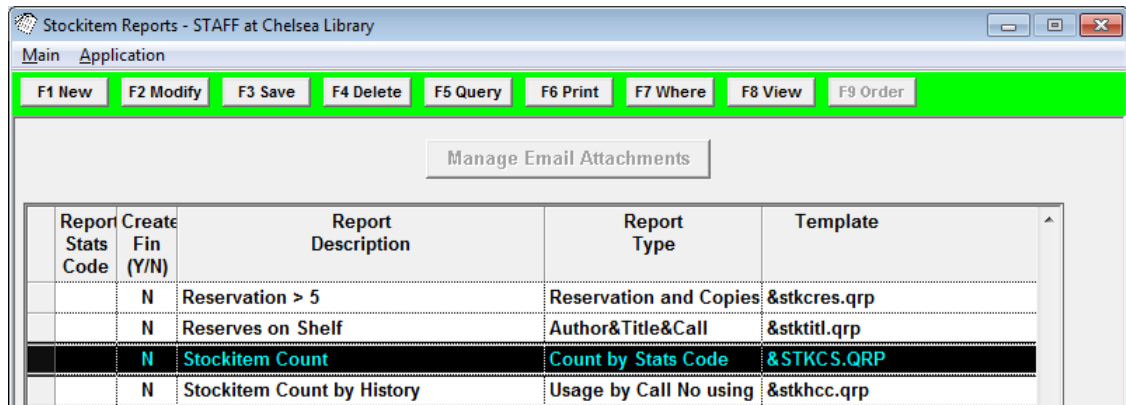 Stockitem Reports - STAFF at Chelsea Library
Main Application
F1 New F2 Modify F3 Save F4 Delete F5 Query F6 Print F7 Where F8 View F9 Order
Manage Email Attachments
Report Create Report Report Template
Stats Fin Description Type
Code (Y/N)
N Reservation > 5 Reservation and Copies &stkcres.qrp
N Reserves on Shelf Author&Title&Call &stktitl.qrp
N Stockitem Count Count by Stats Code &STKCS.QRP
N Stockitem Count by History Usage by Call No using &stkhcc.qrp